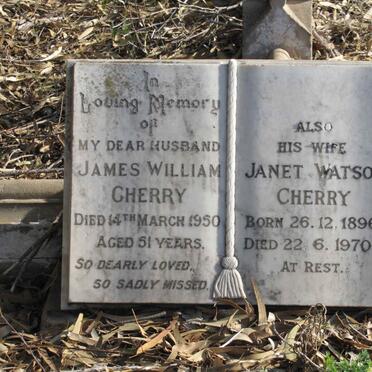 In
Loving Memory
of
MY DEAR HUSBAND
JAMES WILLIAM
CHERRY
DIED 14TH MARCH 1950
AGED 51 YEARS.
SO DEARLY LOVED,
SO SADLY MISSED.
ALSO
HIS WIFE
JANET WATSO
CHERRY
BORN 26.12.189
DIED 22.6.1970
AT REST.